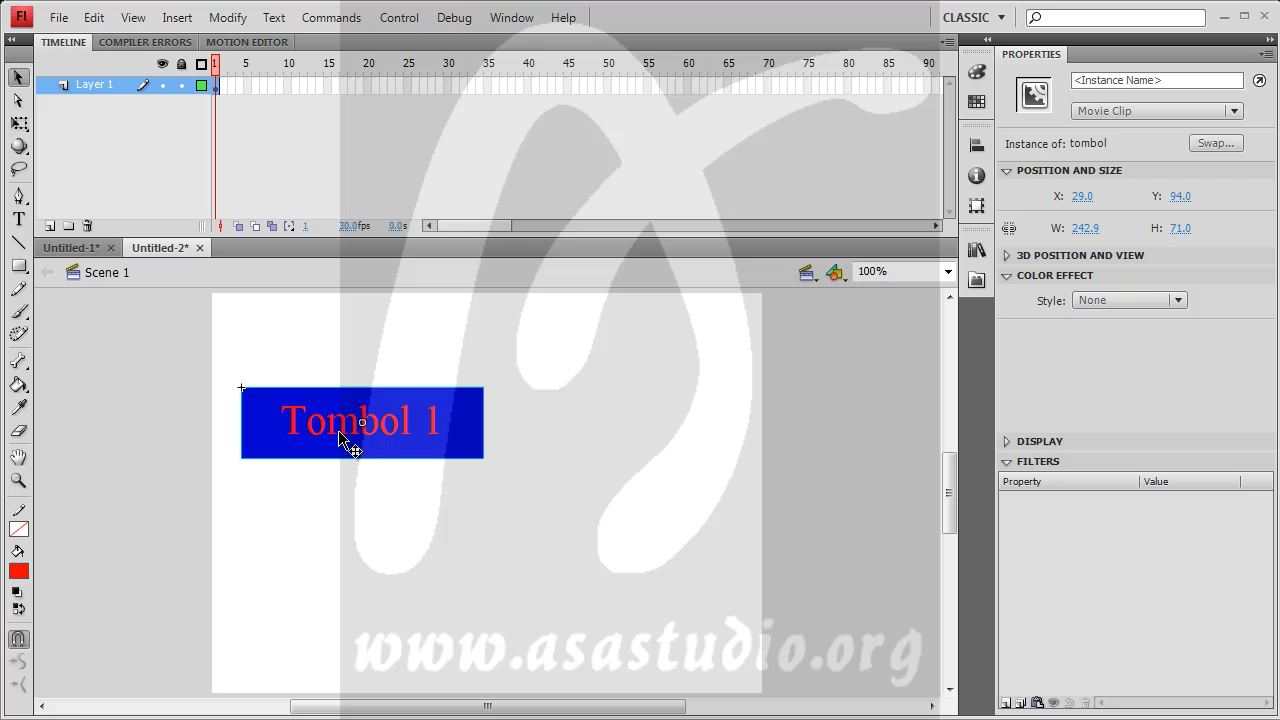 Fl File Edit View Insert Modify Text Commands Control Debug Window Help CLASSIC
TIMELINE COMPILER ERRORS MOTION EDITOR PROPERTIES
1 5 10 15 20 25 30 35 40 45 50 55 60 65 70 75 80 85 90
Layer 1
<Instance Name>
Movie Clip
Instance of: tombol Swap...
POSITION AND SIZE
X: 29.0 Y: 94.0
W: 242.9 H: 71.0
1 30.0fps 0.0s
Untitled-1* Untitled-2*
3D POSITION AND VIEW
Scene 1 100%
COLOR EFFECT
Style: None
Tombol 1
DISPLAY
FILTERS
Property Value
www.asastudio.org